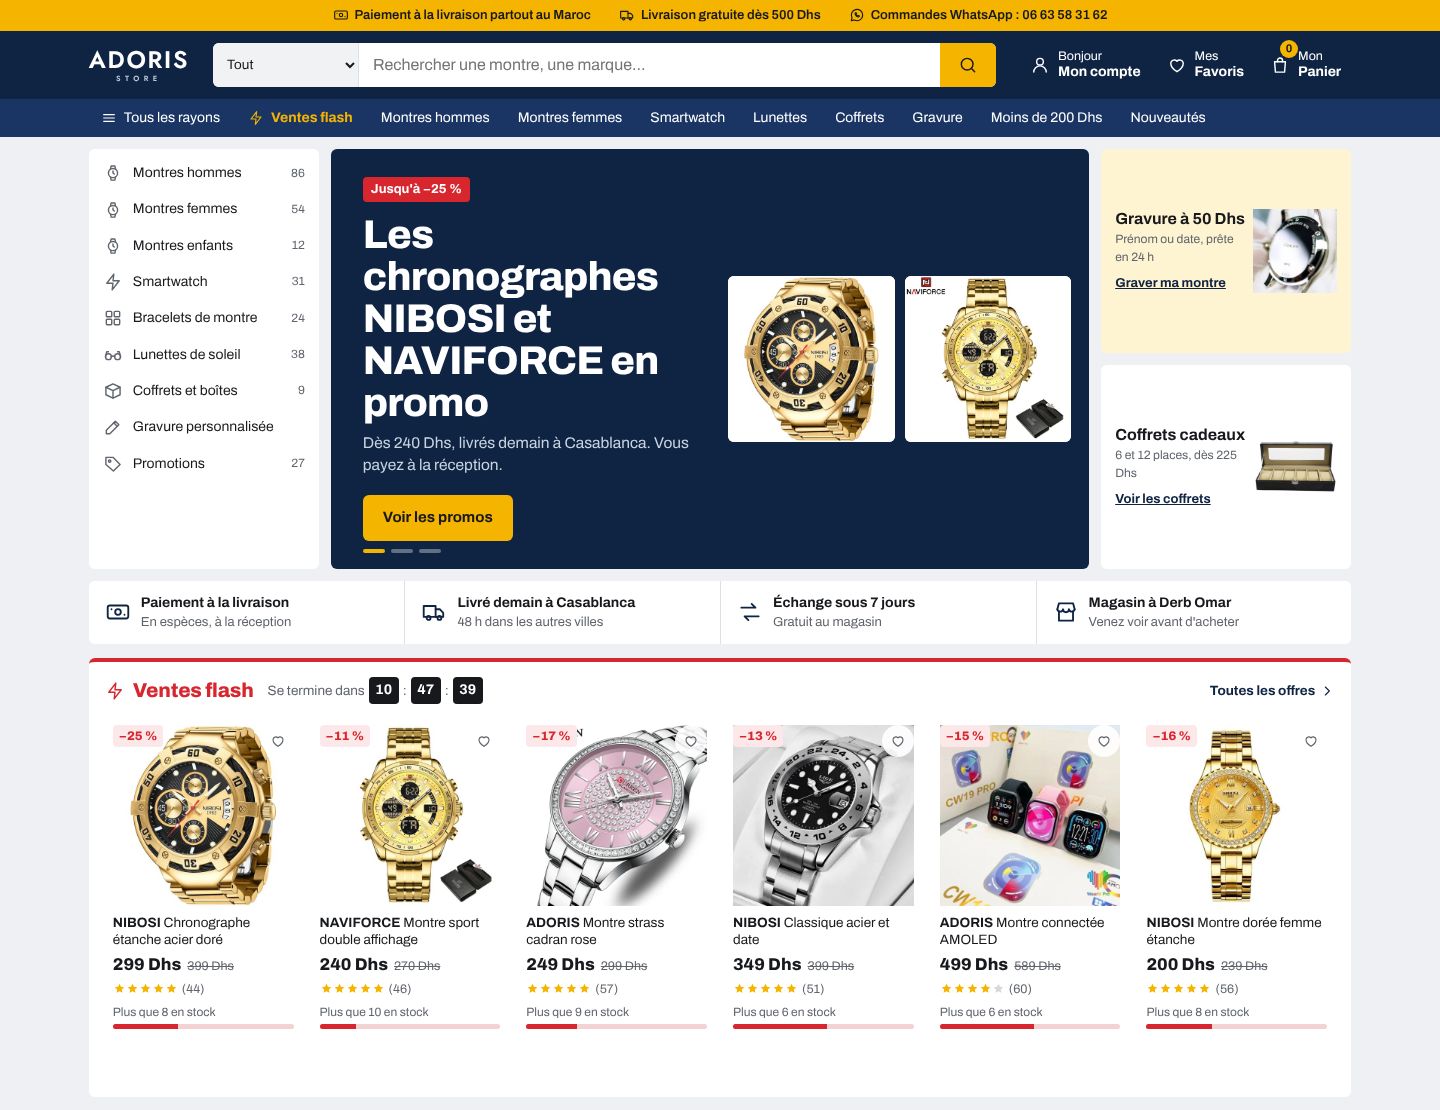 Paiement à la livraison partout au Maroc
Livraison gratuite dès 500 Dhs
Commandes WhatsApp : 06 63 58 31 62
ADORIS
STORE
Tout
Rechercher une montre, une marque...
Bonjour
Mon compte
Mes
Favoris
0
Mon
Panier
Tous les rayons
Ventes flash
Montres hommes
Montres femmes
Smartwatch
Lunettes
Coffrets
Gravure
Moins de 200 Dhs
Nouveautés
Montres hommes 86
Montres femmes 54
Montres enfants 12
Smartwatch 31
Bracelets de montre 24
Lunettes de soleil 38
Coffrets et boîtes 9
Gravure personnalisée
Promotions 27
Jusqu'à −25 %
Les
chronographes
NIBOSI et
NAVIFORCE en
promo
Dès 240 Dhs, livrés demain à Casablanca. Vous
payez à la réception.
Voir les promos
NAVIFORCE
Gravure à 50 Dhs
Prénom ou date, prête
en 24 h
Graver ma montre
Coffrets cadeaux
6 et 12 places, dès 225
Dhs
Voir les coffrets
Paiement à la livraison
En espèces, à la réception
Livré demain à Casablanca
48 h dans les autres villes
Échange sous 7 jours
Gratuit au magasin
Magasin à Derb Omar
Venez voir avant d'acheter
Ventes flash
Se termine dans 10 : 47 : 39
Toutes les offres
−25 %
NIBOSI Chronographe
étanche acier doré
299 Dhs 399 Dhs
(44)
Plus que 8 en stock
−11 %
NAVIFORCE Montre sport
double affichage
240 Dhs 270 Dhs
(46)
Plus que 10 en stock
−17 %
ADORIS Montre strass
cadran rose
249 Dhs 299 Dhs
(57)
Plus que 9 en stock
−13 %
NIBOSI Classique acier et
date
349 Dhs 399 Dhs
(51)
Plus que 6 en stock
−15 %
CW19 PRO
ADORIS Montre connectée
AMOLED
499 Dhs 589 Dhs
(60)
Plus que 6 en stock
−16 %
NIBOSI Montre dorée femme
étanche
200 Dhs 239 Dhs
(56)
Plus que 8 en stock